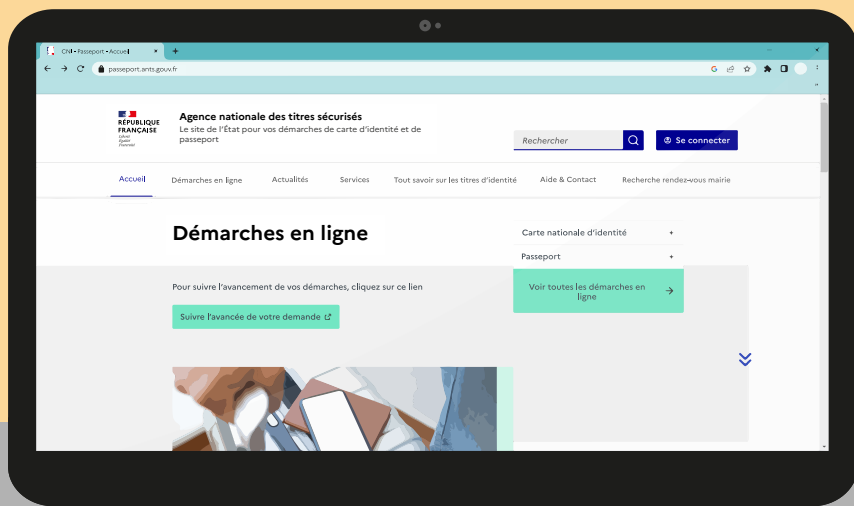 CNI - Passeport - Accueil
passeport.ants.gouv.fr
RÉPUBLIQUE
FRANÇAISE
Liberté
Égalité
Fraternité
Agence nationale des titres sécurisés
Le site de l'État pour vos démarches de carte d'identité et de
passeport
Rechercher
Se connecter
Accueil
Démarches en ligne
Actualités
Services
Tout savoir sur les titres d'identité
Aide & Contact
Recherche rendez-vous mairie
Démarches en ligne
Carte nationale d'identité +
Passeport +
Pour suivre l'avancement de vos démarches, cliquez sur ce lien
Voir toutes les démarches en
ligne
Suivre l'avancée de votre demande